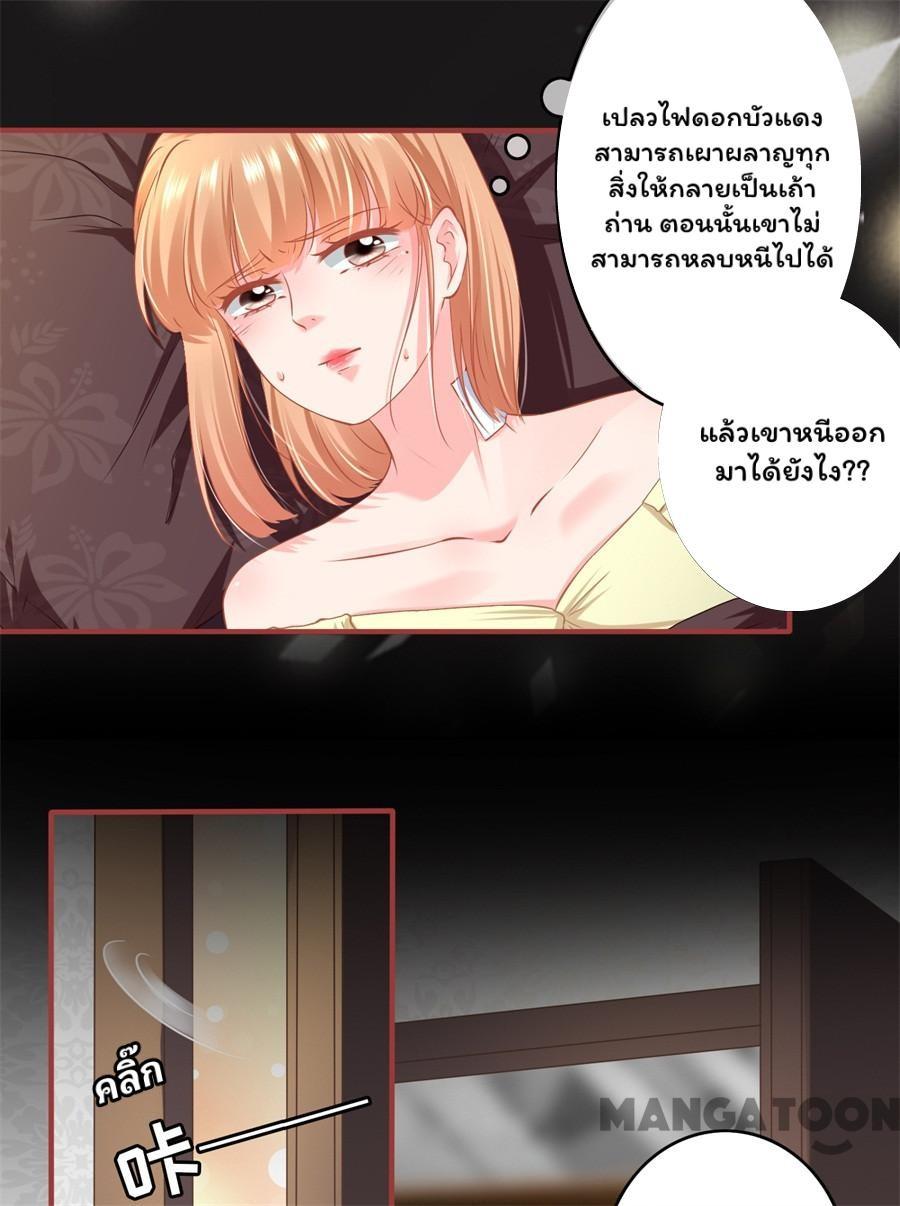 เปลวไฟดอกบัวแดง
สามารถเผาผลาญทุก
สิ่งให้กลายเป็นเถ้า
ถ่าน ตอนนั้นเขาไม่
สามารถหลบหนีไปได้
แล้วเขาหนีออก
มาได้ยังไง??
คลิ๊ก
咔
MANGATOON